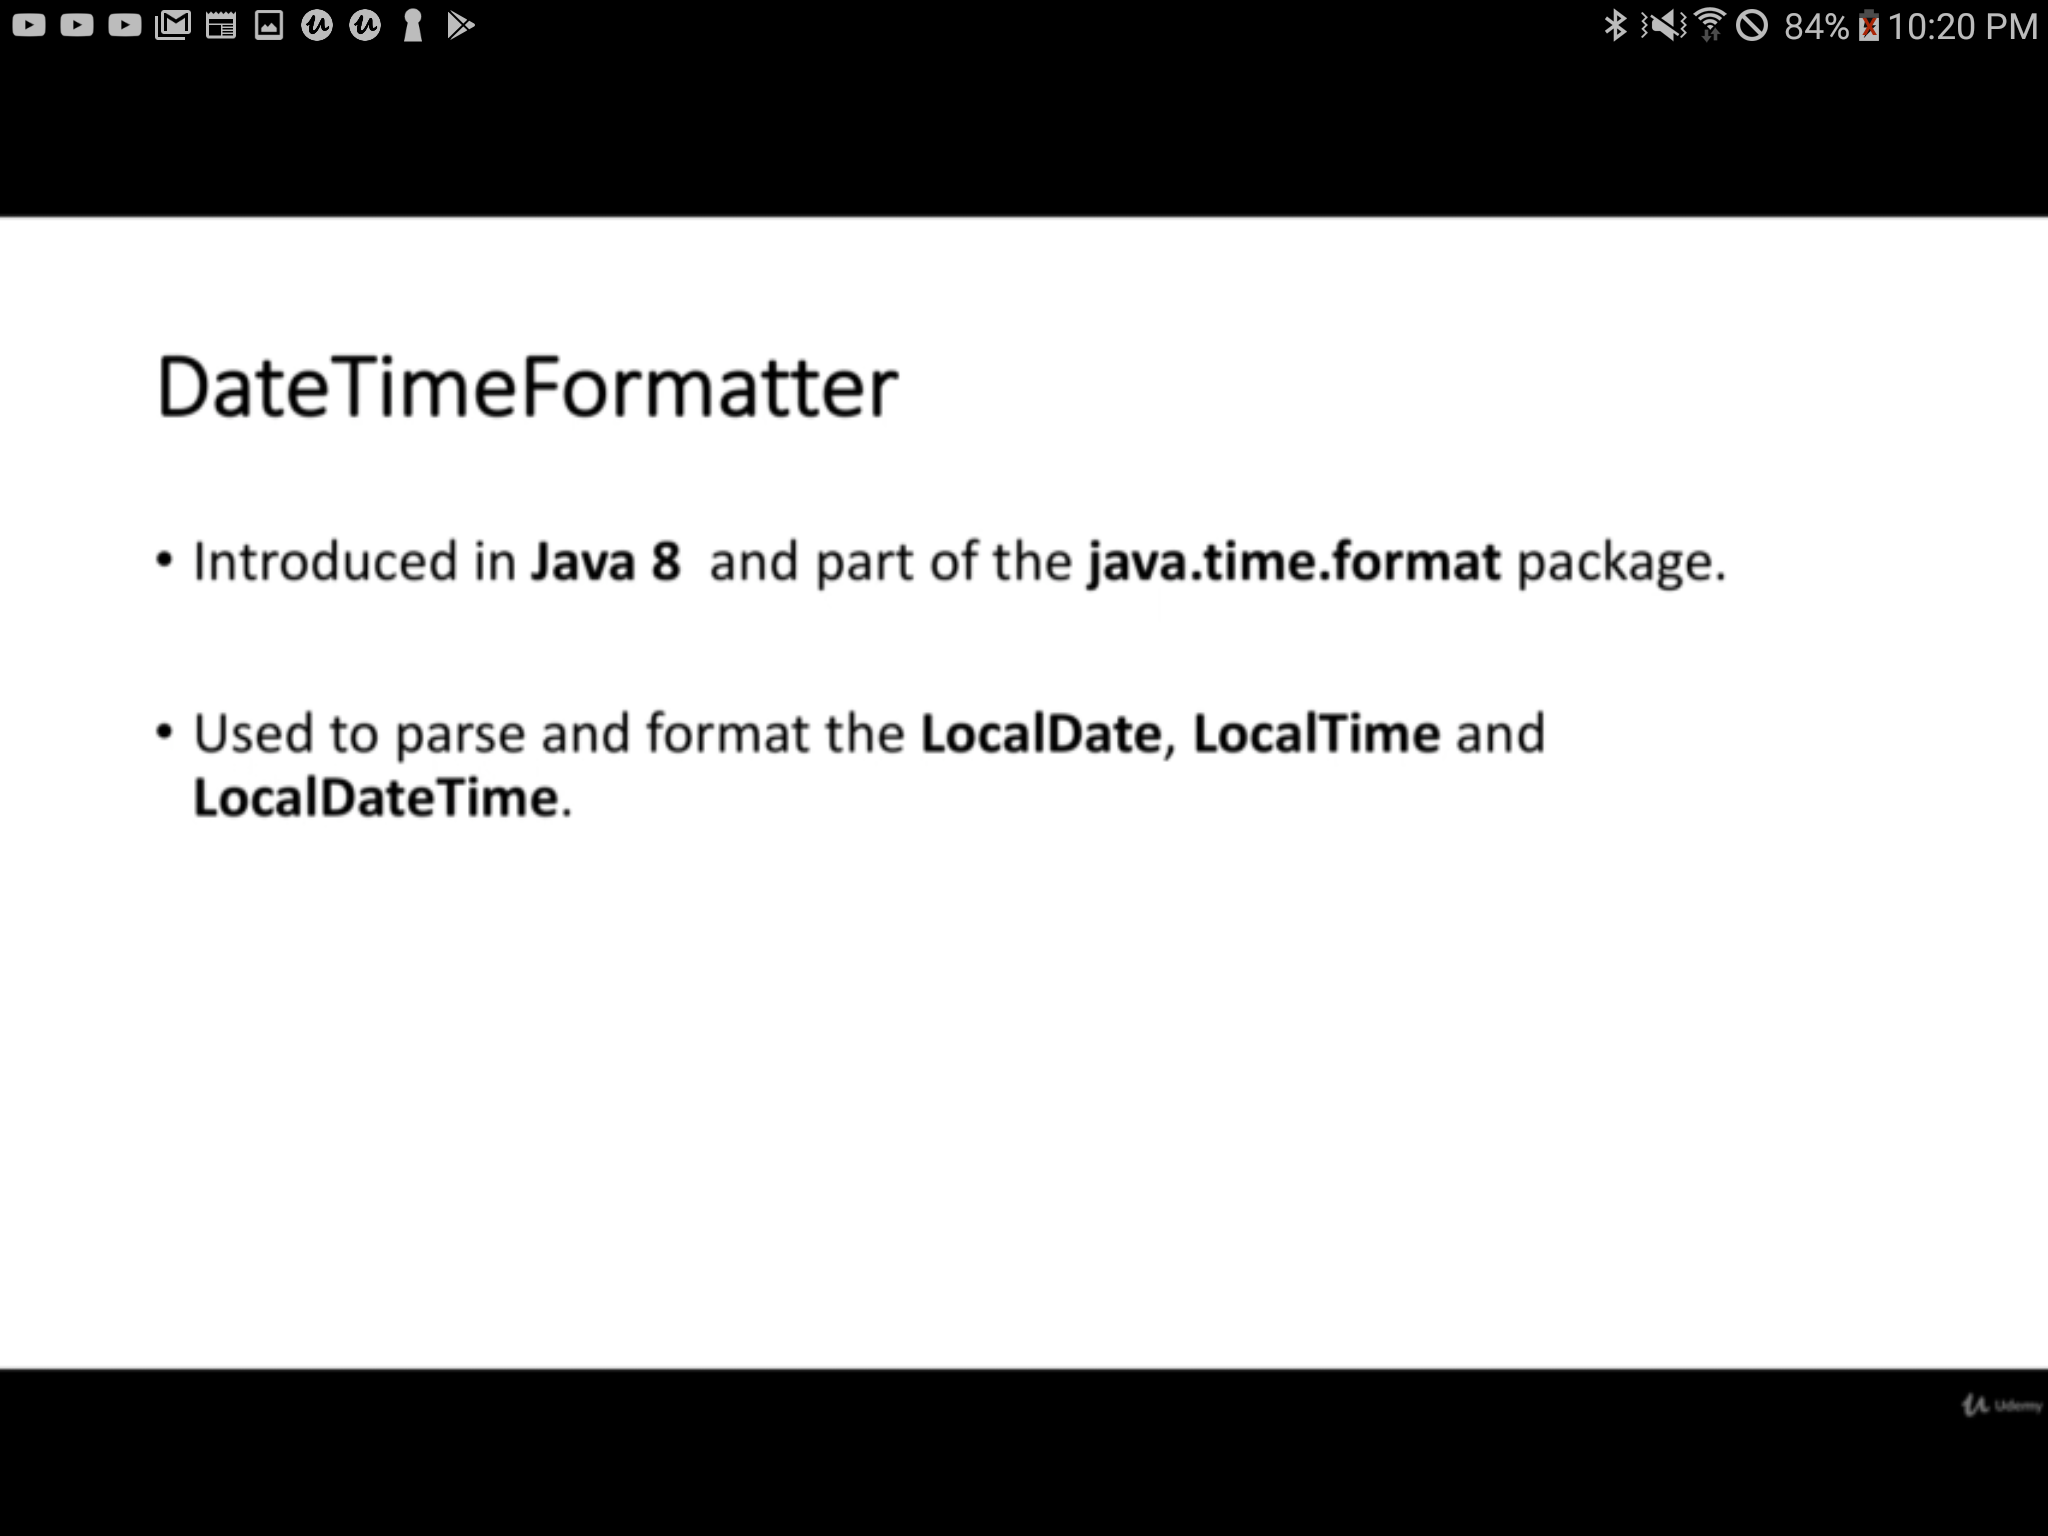 84% 10:20 PM
DateTimeFormatter
• Introduced in Java 8 and part of the java.time.format package.
• Used to parse and format the LocalDate, LocalTime and
LocalDateTime.
Udemy